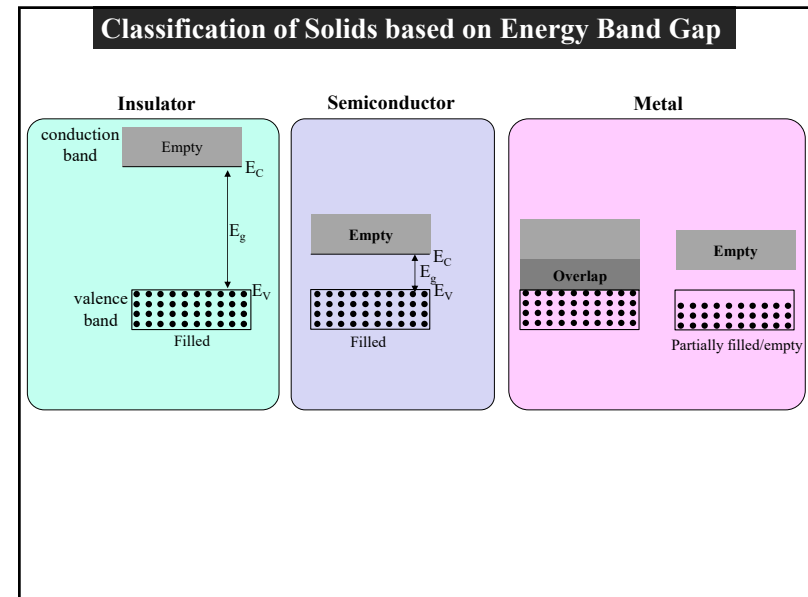 Classification of Solids based on Energy Band Gap
Insulator
conduction
band
Empty
E_C
E_g
valence
band
E_V
Filled
Semiconductor
Empty
E_C
E_g
E_V
Filled
Metal
Overlap
Empty
Partially filled/empty